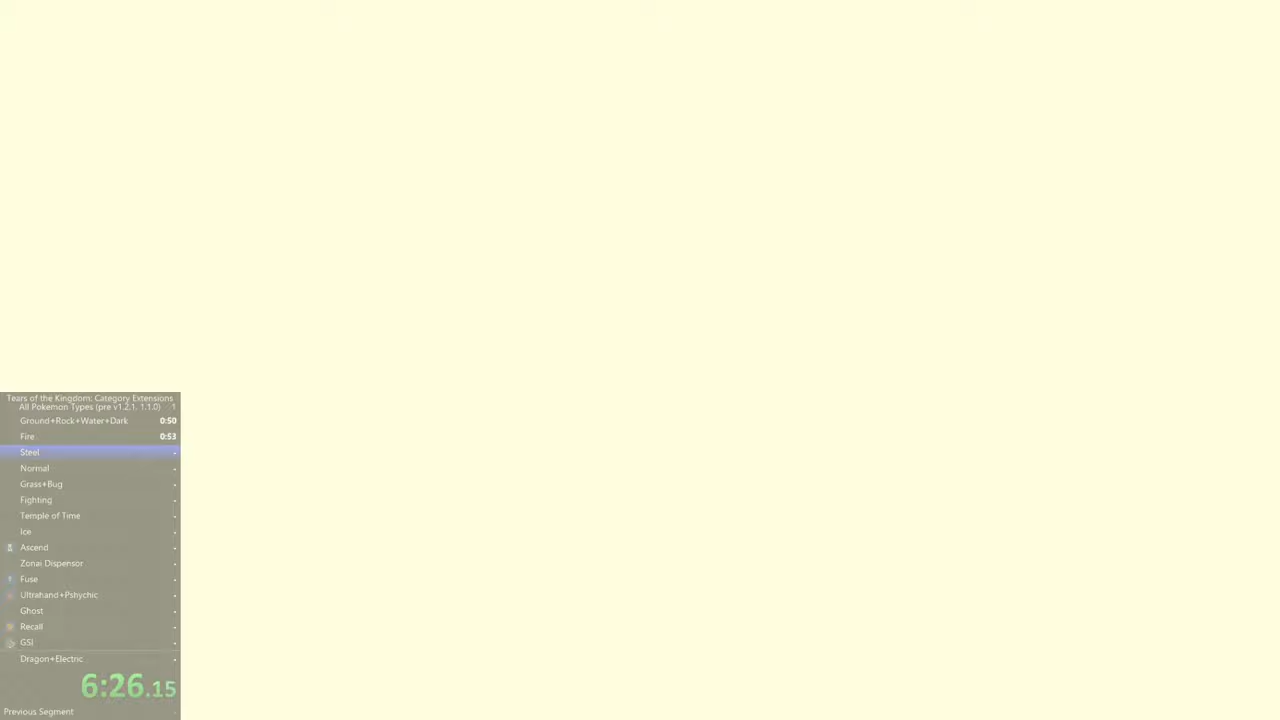 Tears of the Kingdom: Category Extensions
All Pokemon Types (pre v1.2.1, 1.1.0) 1
Ground+Rock+Water+Dark 0:50
Fire 0:53
Steel -
Normal -
Grass+Bug -
Fighting -
Temple of Time -
Ice -
Ascend -
Zonai Dispensor -
Fuse -
Ultrahand+Pshychic -
Ghost -
Recall -
GSI -
Dragon+Electric -
6:26.15
Previous Segment -